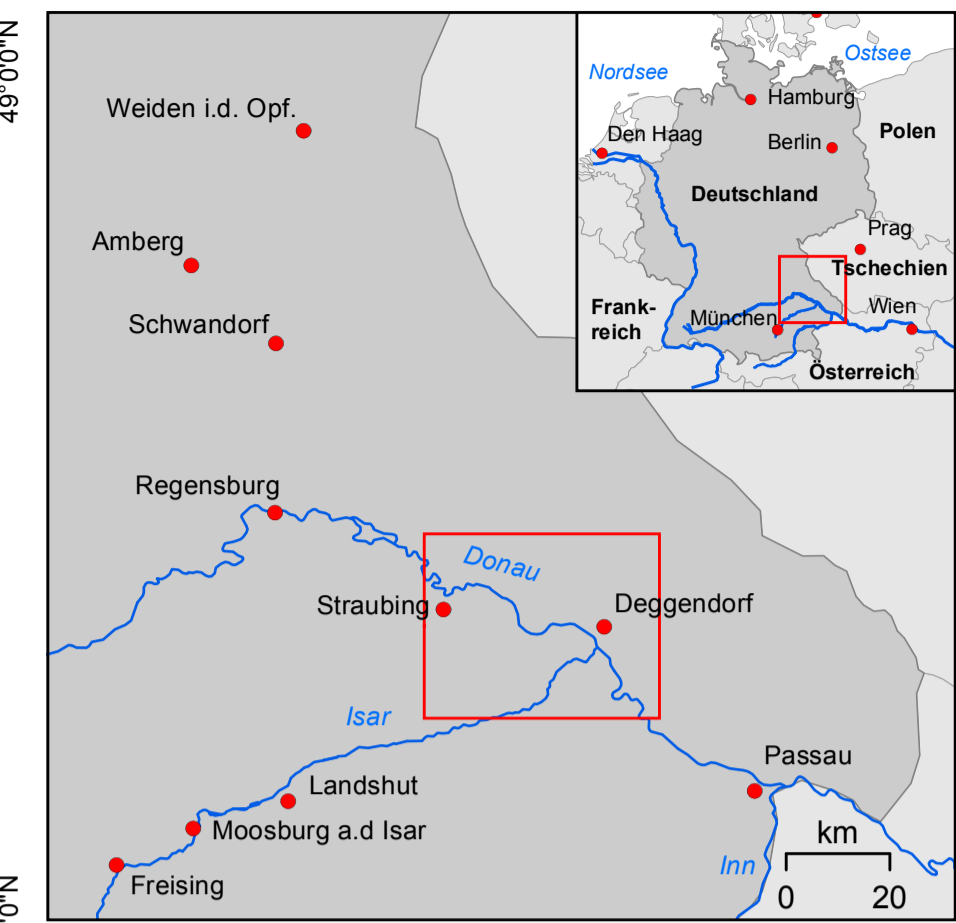 49°0'0"N
0"N
Weiden i.d. Opf.
Amberg
Schwandorf
Regensburg
Donau
Straubing
Deggendorf
Isar
Landshut
Moosburg a.d Isar
Freising
Passau
Inn
km
0 20
Nordsee
Ostsee
Hamburg
Den Haag
Berlin
Polen
Deutschland
Prag
Tschechien
Frank-
reich
München
Wien
Österreich